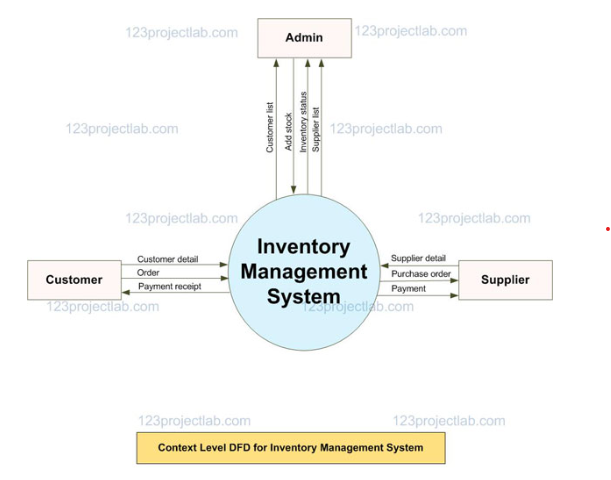 123projectlab.com
Admin
123projectlab.com
123projectlab.com
123projectlab.com
Customer list
Add stock
Inventory status
Supplier list
123projectlab.com
123projectlab.com
Inventory
Management
System
Customer detail
Order
Payment receipt
Customer
Supplier detail
Purchase order
Payment
Supplier
123projectlab.com
123projectlab.com
123projectlab.com
123projectlab.com
Context Level DFD for Inventory Management System